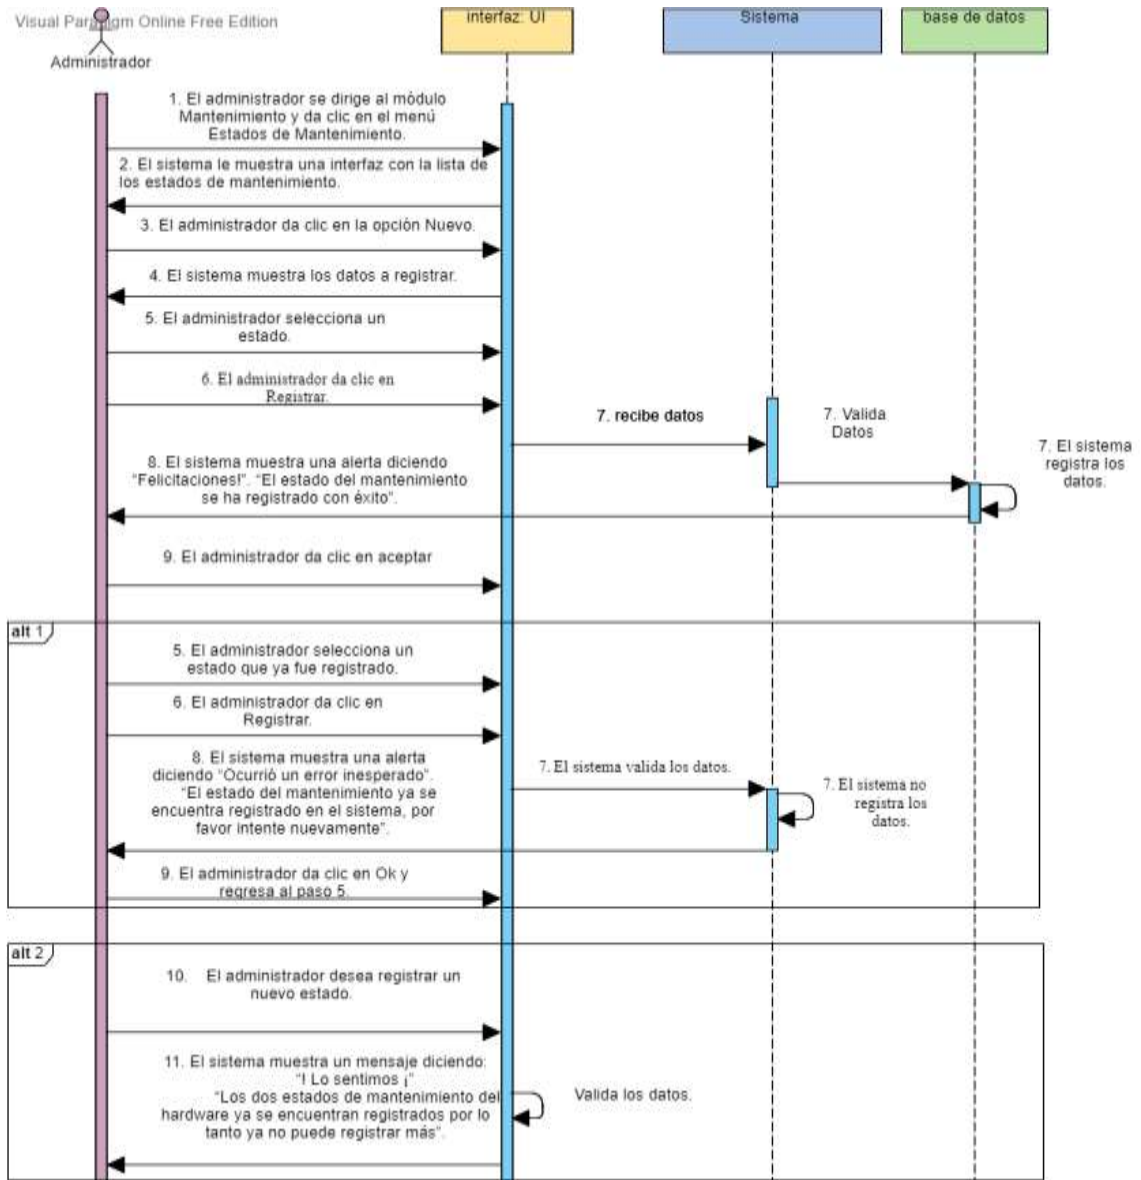 Visual Paradigm Online Free Edition
interfaz: UI
Sistema
base de datos
Administrador
1. El administrador se dirige al módulo
Mantenimiento y da clic en el menú
Estados de Mantenimiento.
2. El sistema le muestra una interfaz con la lista de
los estados de mantenimiento.
3. El administrador da clic en la opción Nuevo.
4. El sistema muestra los datos a registrar.
5. El administrador selecciona un
estado.
6. El administrador da clic en
Registrar.
7. recibe datos
7. Valida
Datos
7. El sistema
registra los
datos.
8. El sistema muestra una alerta diciendo
“Felicitaciones!”. “El estado del mantenimiento
se ha registrado con éxito”.
9. El administrador da clic en aceptar
alt 1
5. El administrador selecciona un
estado que ya fue registrado.
6. El administrador da clic en
Registrar.
8. El sistema muestra una alerta
diciendo “Ocurrió un error inesperado”.
“El estado del mantenimiento ya se
encuentra registrado en el sistema, por
favor intente nuevamente”.
7. El sistema valida los datos.
7. El sistema no
registra los
datos.
9. El administrador da clic en Ok y
regresa al paso 5.
alt 2
10. El administrador desea registrar un
nuevo estado.
11. El sistema muestra un mensaje diciendo:
“! Lo sentimos ¡”
“Los dos estados de mantenimiento del
hardware ya se encuentran registrados por lo
tanto ya no puede registrar más”.
Valida los datos.